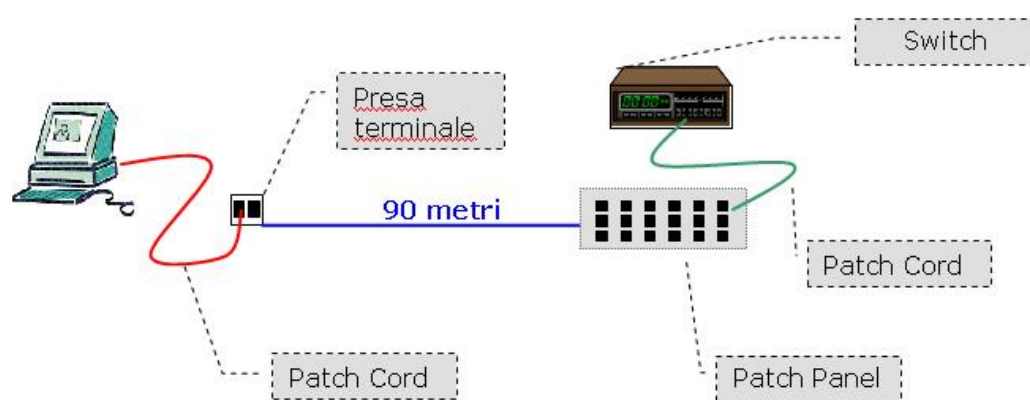 Switch
Presa
terminale
90 metri
Patch Cord
Patch Cord
Patch Panel